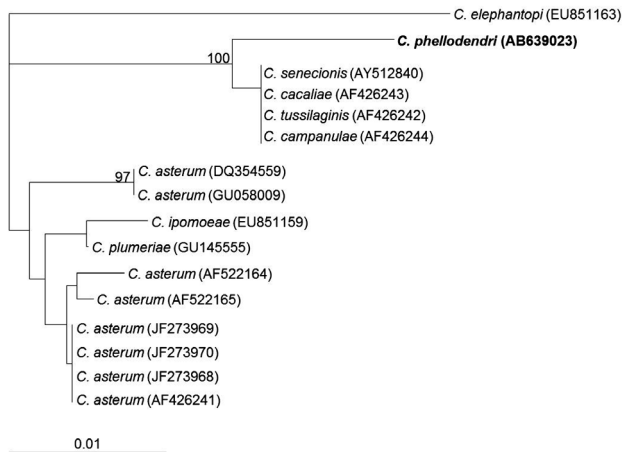 C. elephantopi (EU851163)
C. phellodendri (AB639023)
100
C. senecionis (AY512840)
C. cacaliae (AF426243)
C. tussilaginis (AF426242)
C. campanulae (AF426244)
97
C. asterum (DQ354559)
C. asterum (GU058009)
C. ipomoeae (EU851159)
C. plumeriae (GU145555)
C. asterum (AF522164)
C. asterum (AF522165)
C. asterum (JF273969)
C. asterum (JF273970)
C. asterum (JF273968)
C. asterum (AF426241)
0.01